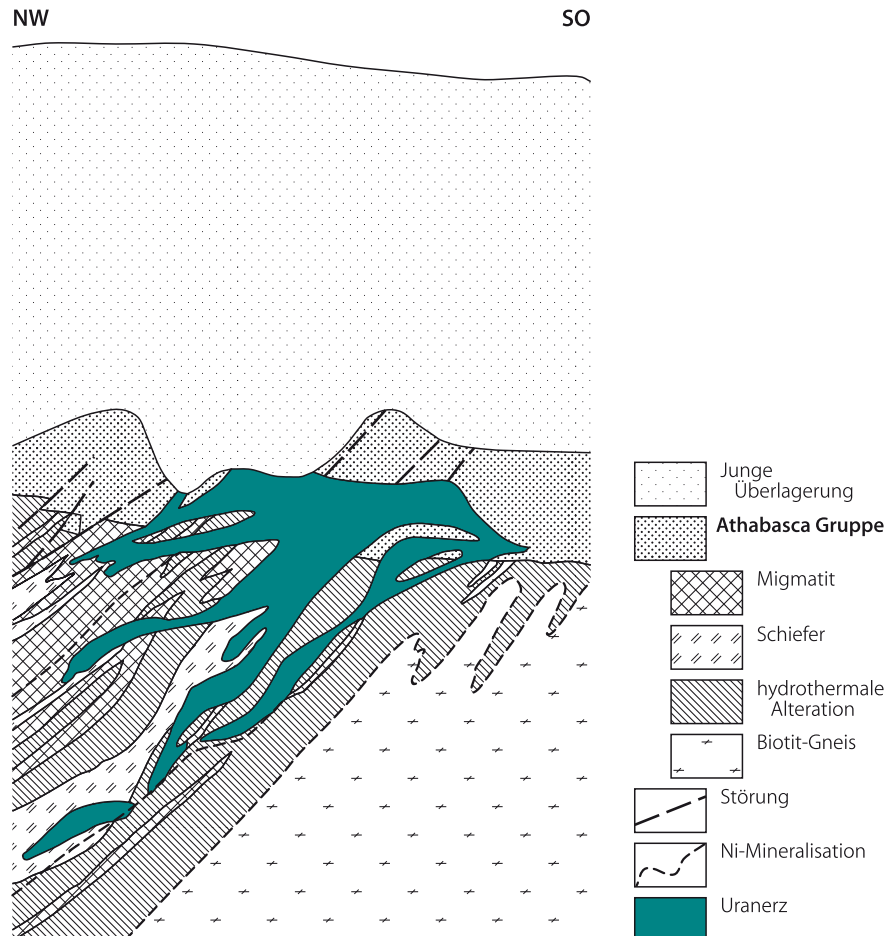 NW
SO
Junge
Überlagerung
Athabasca Gruppe
Migmatit
Schiefer
hydrothermale
Alteration
Biotit-Gneis
Störung
Ni-Mineralisation
Uranerz